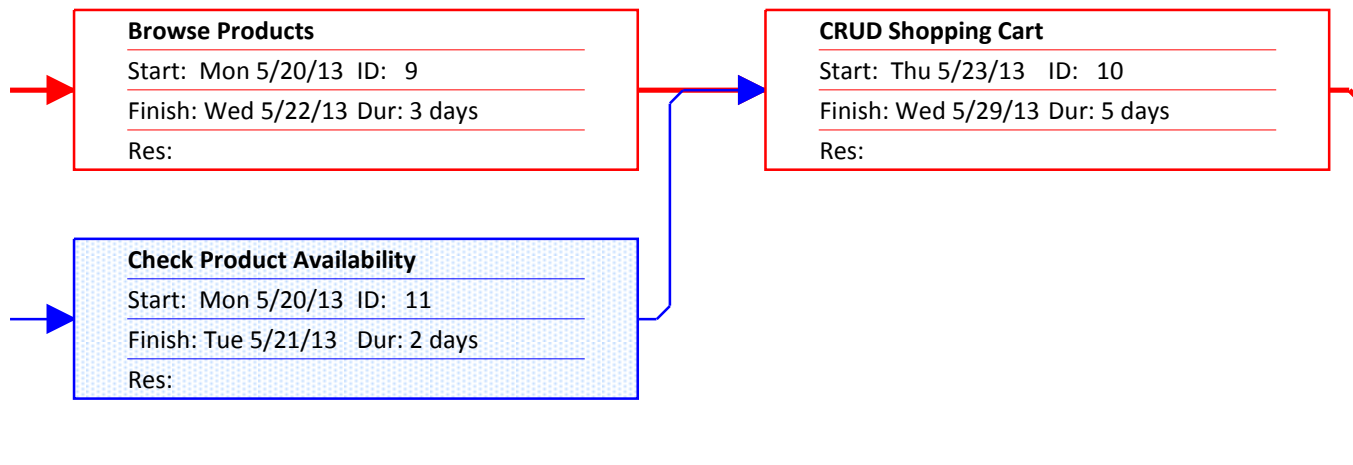 Browse Products
Start: Mon 5/20/13 ID: 9
Finish: Wed 5/22/13 Dur: 3 days
Res:
CRUD Shopping Cart
Start: Thu 5/23/13 ID: 10
Finish: Wed 5/29/13 Dur: 5 days
Res:
Check Product Availability
Start: Mon 5/20/13 ID: 11
Finish: Tue 5/21/13 Dur: 2 days
Res: